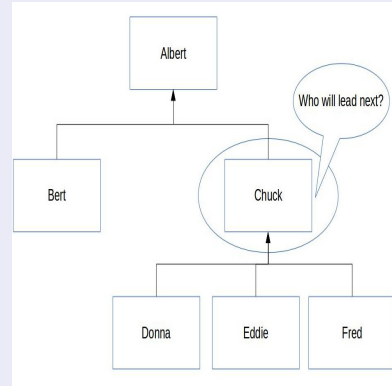 Albert
Who will lead next?
Bert
Chuck
Donna
Eddie
Fred